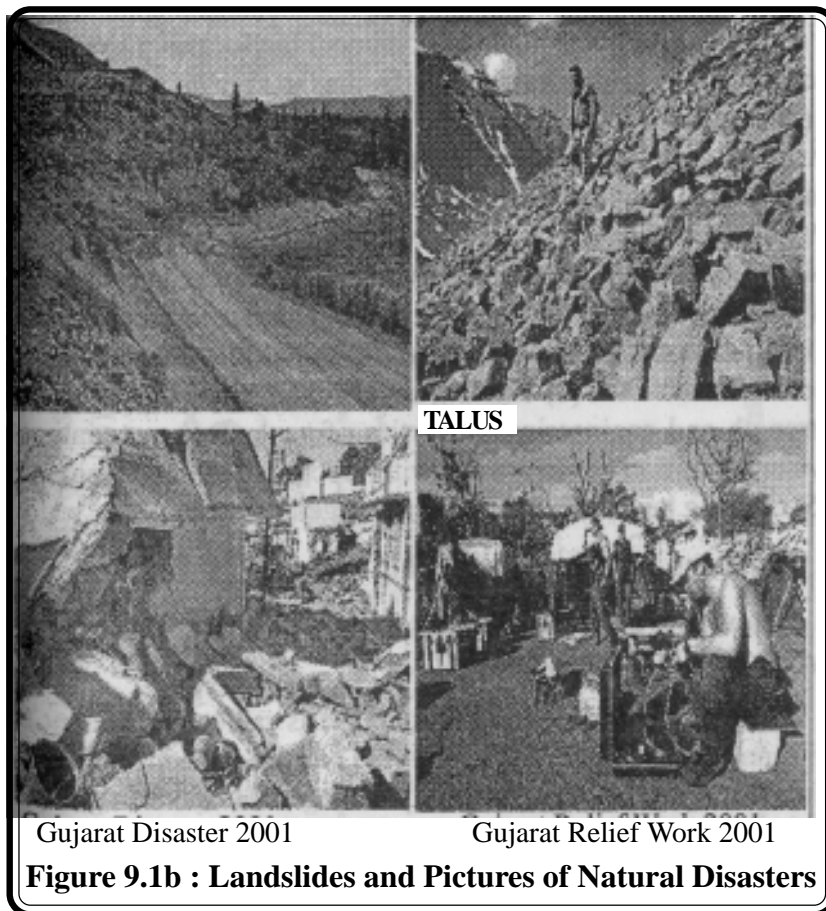 TALUS
Gujarat Disaster 2001
Gujarat Relief Work 2001
Figure 9.1b : Landslides and Pictures of Natural Disasters